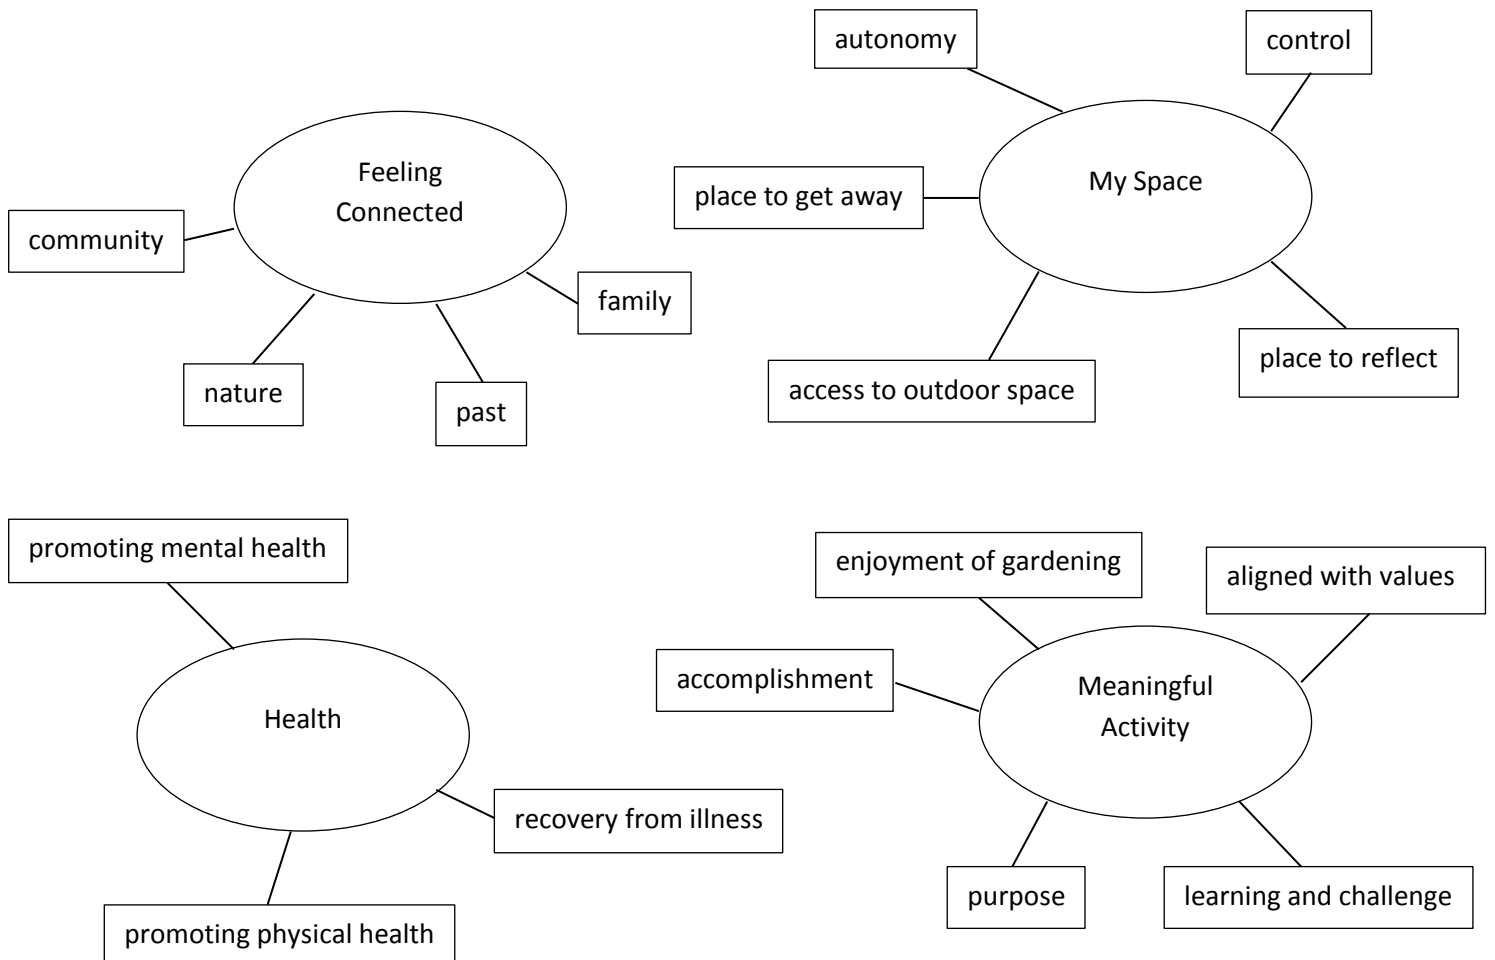 autonomy
control
Feeling
Connected
My Space
place to get away
community
family
nature
past
access to outdoor space
place to reflect
promoting mental health
enjoyment of gardening
aligned with values
accomplishment
Meaningful
Activity
Health
recovery from illness
purpose
learning and challenge
promoting physical health